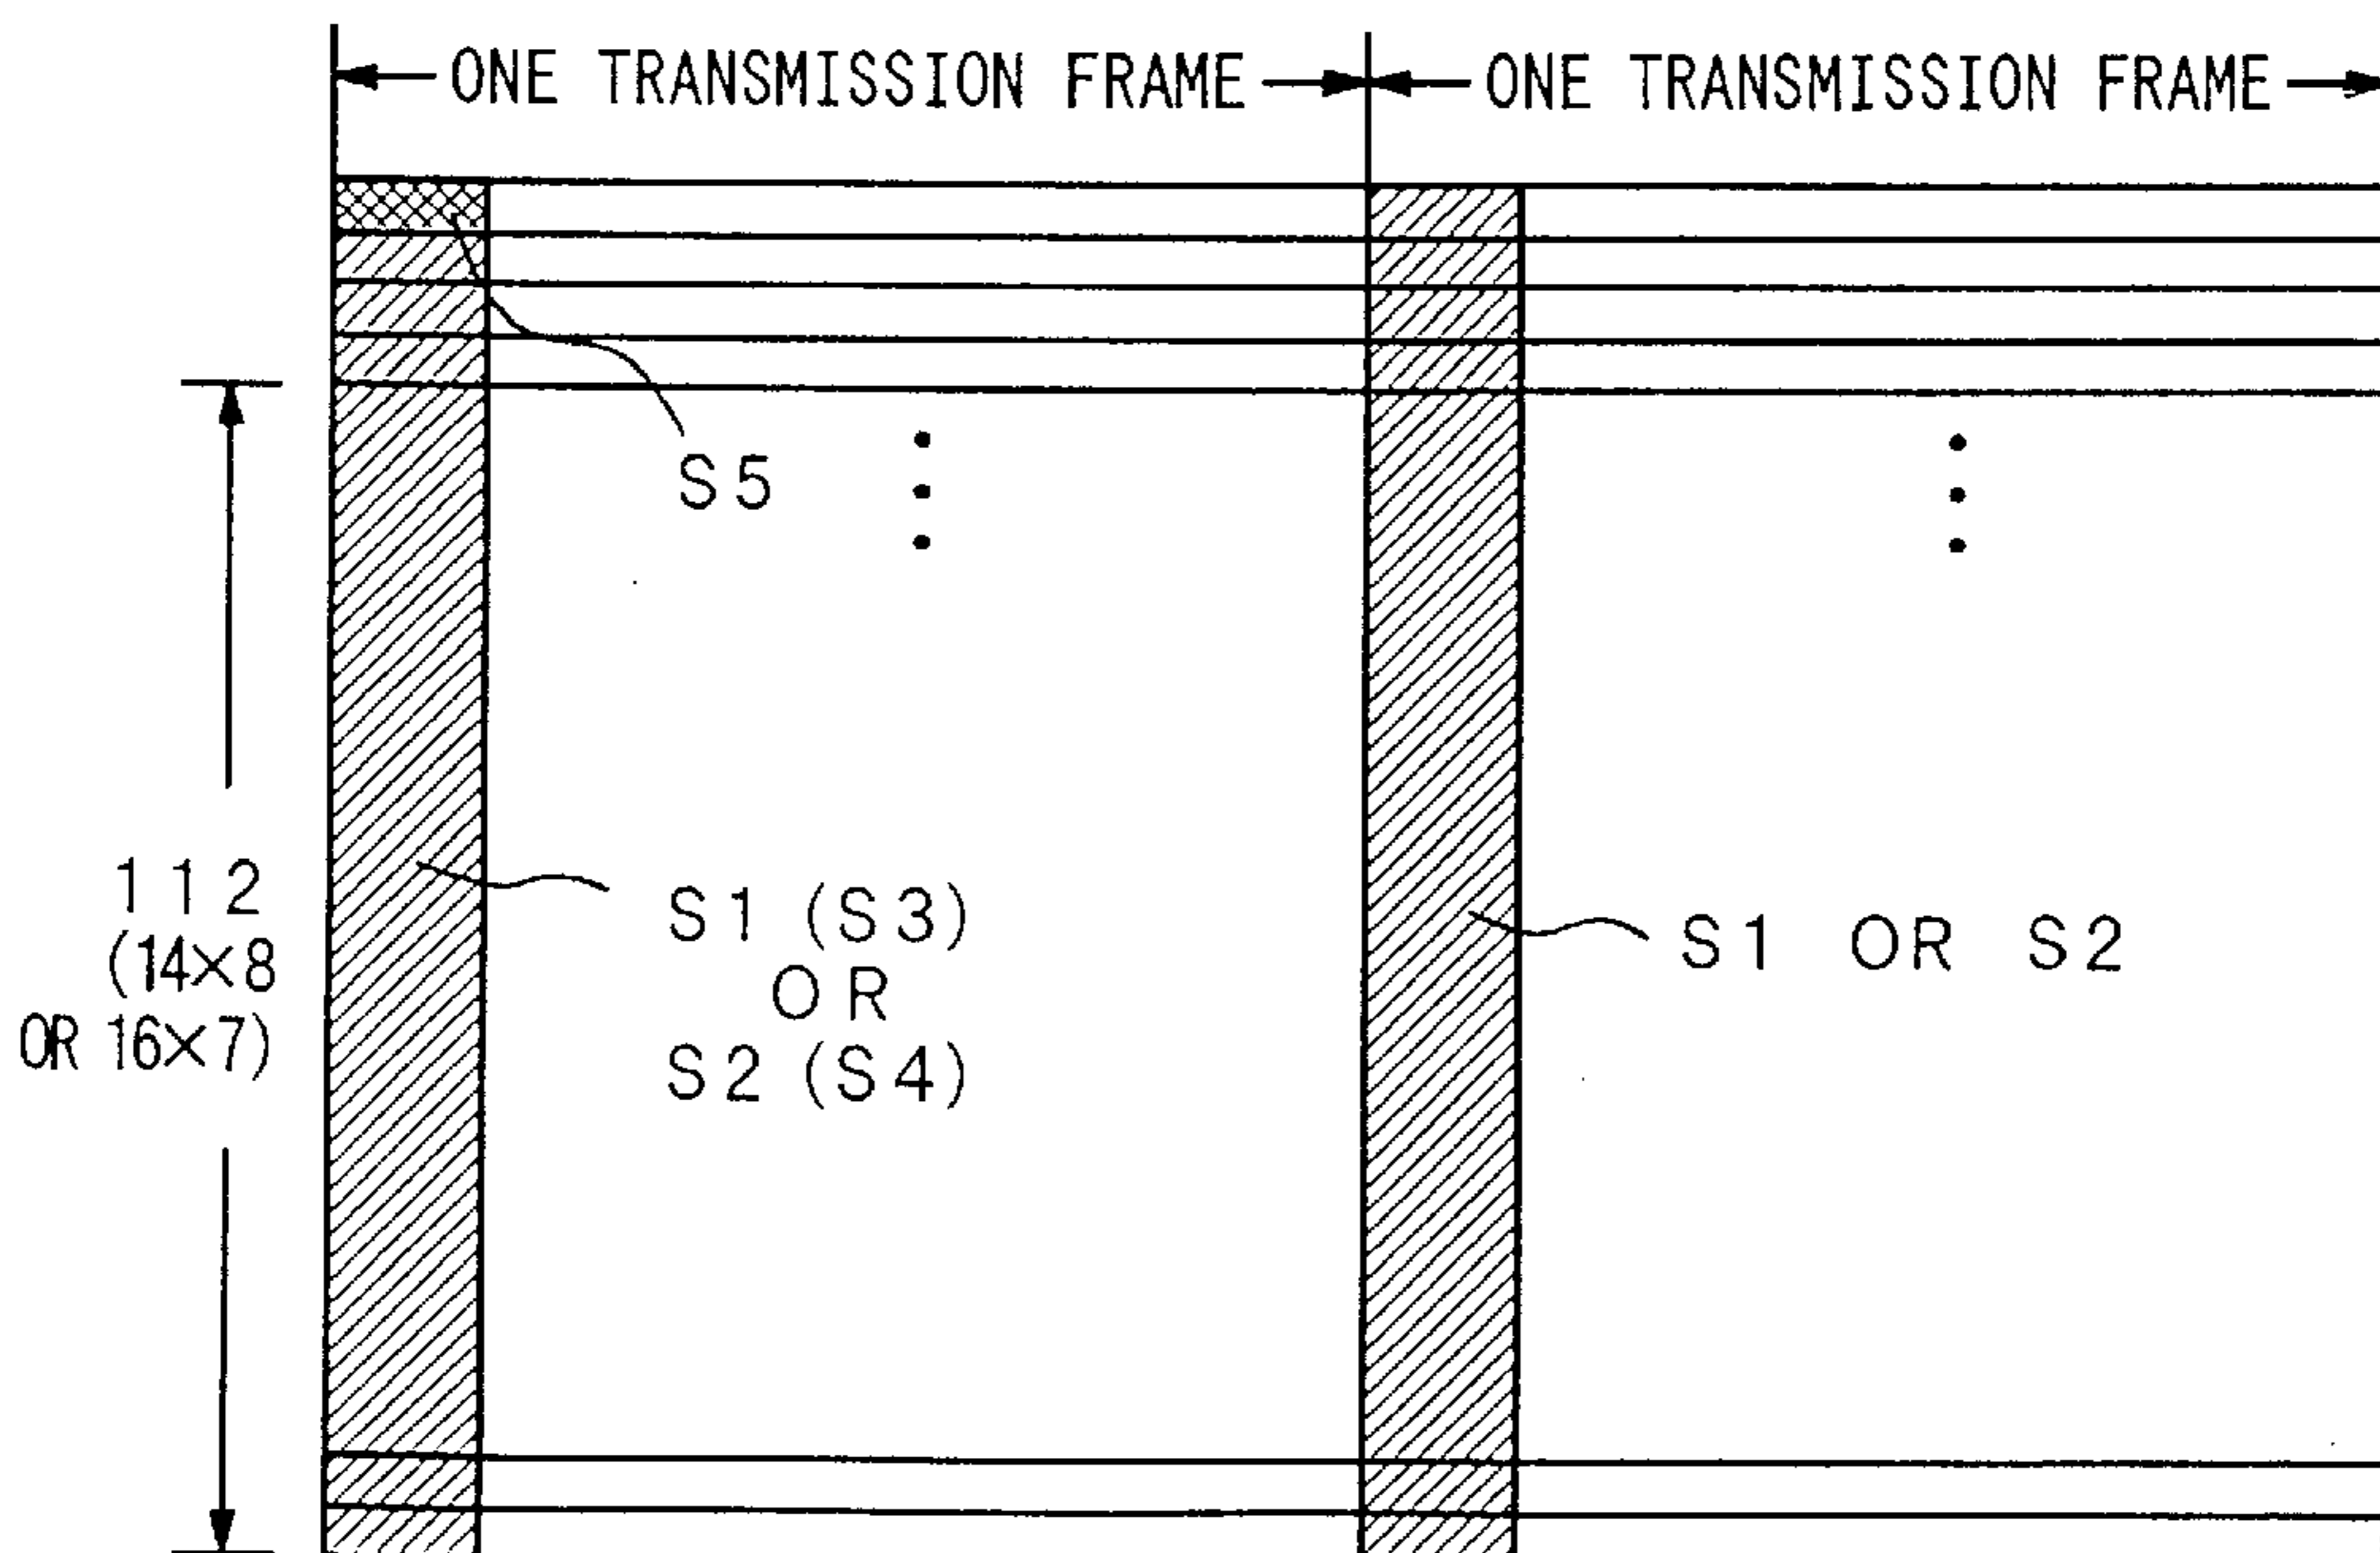 ONE TRANSMISSION FRAME
ONE TRANSMISSION FRAME
S5
112
(14×8
OR 16×7)
S1 (S3)
OR
S2 (S4)
S1 OR S2